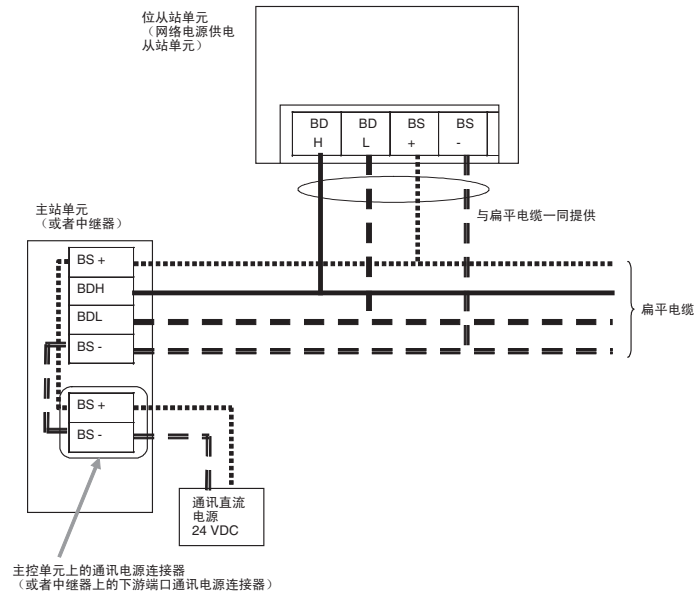 位从站单元
（网络电源供电
从站单元）
BD
H
BD
L
BS
+
BS
-
与扁平电缆一同提供
主站单元
（或者中继器）
BS +
BDH
BDL
BS -
扁平电缆
BS +
BS -
通讯直流
电源
24 VDC
主控单元上的通讯电源连接器
（或者中继器上的下游端口通讯电源连接器）